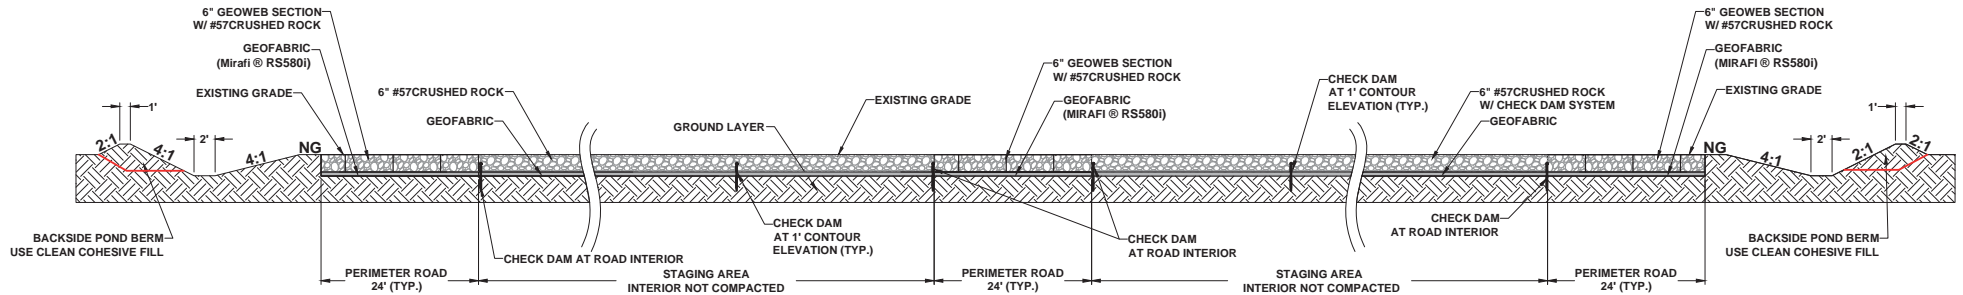 6" GEOWEB SECTION
W/ #57CRUSHED ROCK
GEOFABRIC
(Mirafi ® RS580i)
EXISTING GRADE
6" #57CRUSHED ROCK
GEOFABRIC
GROUND LAYER
EXISTING GRADE
6" GEOWEB SECTION
W/ #57CRUSHED ROCK
GEOFABRIC
(MIRAFI ® RS580i)
CHECK DAM
AT 1' CONTOUR
ELEVATION (TYP.)
6" #57CRUSHED ROCK
W/ CHECK DAM SYSTEM
GEOFABRIC
6" GEOWEB SECTION
W/ #57CRUSHED ROCK
GEOFABRIC
(MIRAFI ® RS580i)
EXISTING GRADE
1'
2'
2:1
4:1
4:1
NG
NG
4:1
2'
2:1
1'
2:1
BACKSIDE POND BERM
USE CLEAN COHESIVE FILL
CHECK DAM AT ROAD INTERIOR
CHECK DAM
AT 1' CONTOUR
ELEVATION (TYP.)
CHECK DAM
AT ROAD INTERIOR
CHECK DAM
AT ROAD INTERIOR
BACKSIDE POND BERM
USE CLEAN COHESIVE FILL
PERIMETER ROAD
24' (TYP.)
STAGING AREA
INTERIOR NOT COMPACTED
PERIMETER ROAD
24' (TYP.)
STAGING AREA
INTERIOR NOT COMPACTED
PERIMETER ROAD
24' (TYP.)